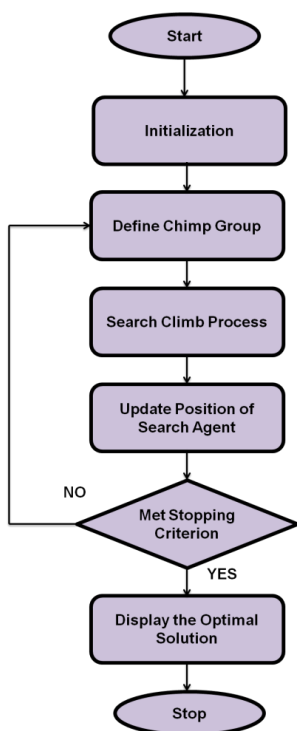 Start
Initialization
Define Chimp Group
Search Climb Process
Update Position of
Search Agent
Met Stopping
Criterion
NO
YES
Display the Optimal
Solution
Stop